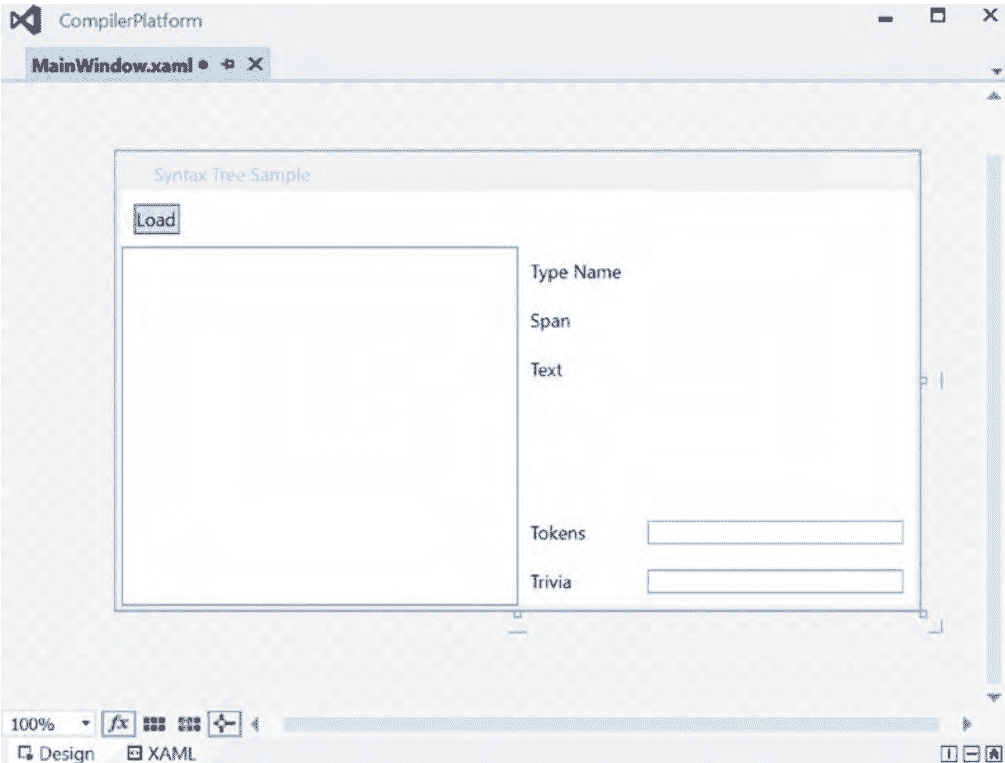 CompilerPlatform
MainWindow.xaml
Syntax Tree Sample
Load
Type Name
Span
Text
Tokens
Trivia
100%
fx
Design
XAML